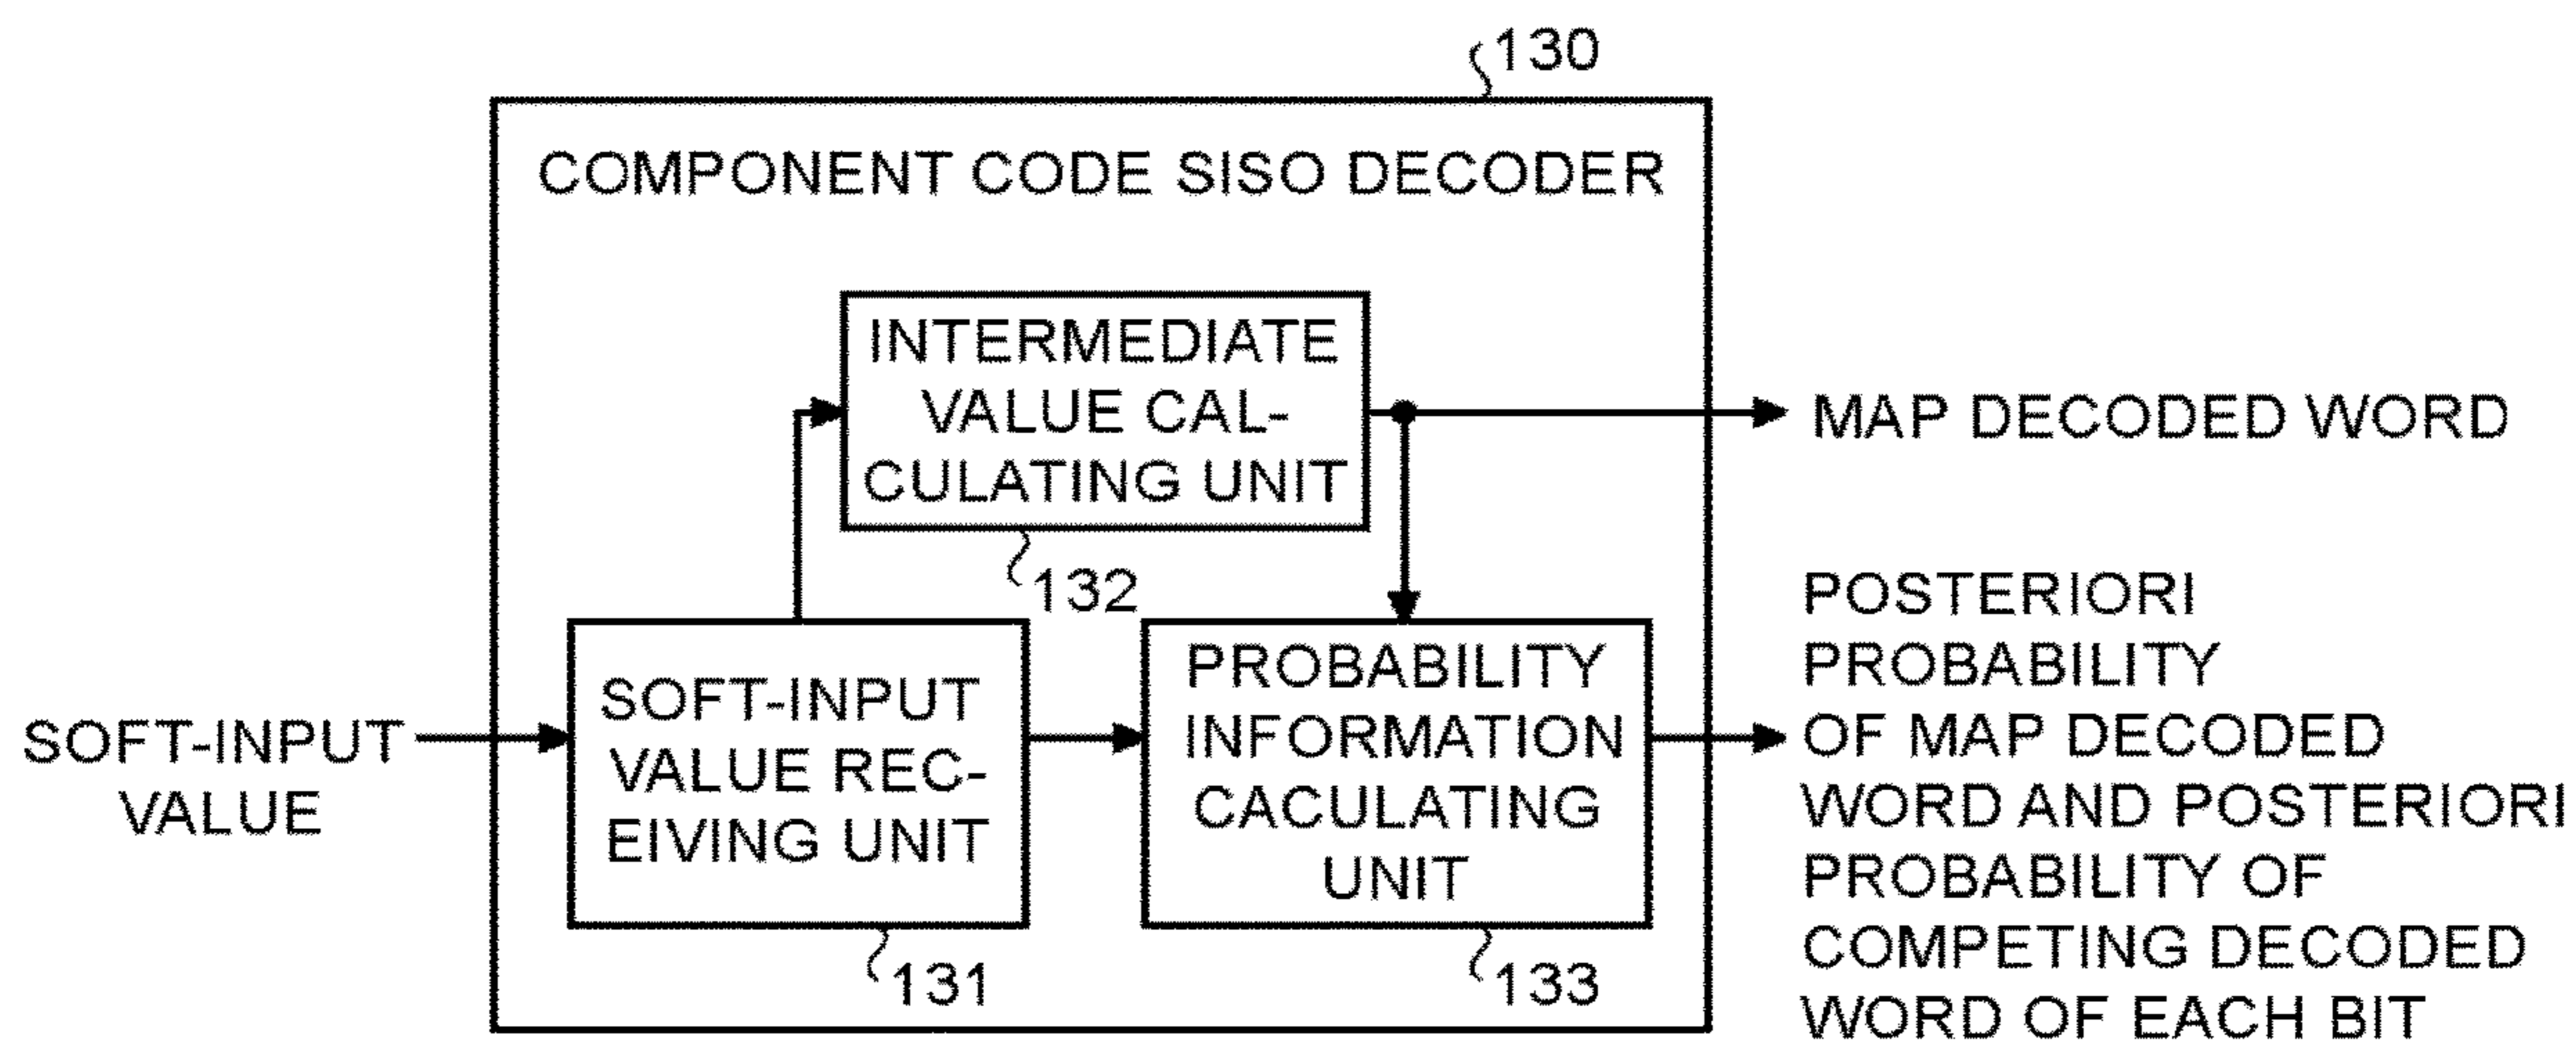 130
COMPONENT CODE SISO DECODER
INTERMEDIATE
VALUE CAL-
CULATING UNIT
132
MAP DECODED WORD
SOFT-INPUT
VALUE
SOFT-INPUT
VALUE REC-
EIVING UNIT
131
PROBABILITY
INFORMATION
CACULATING
UNIT
133
POSTERIORI
PROBABILITY
OF MAP DECODED
WORD AND POSTERIORI
PROBABILITY OF
COMPETING DECODED
WORD OF EACH BIT